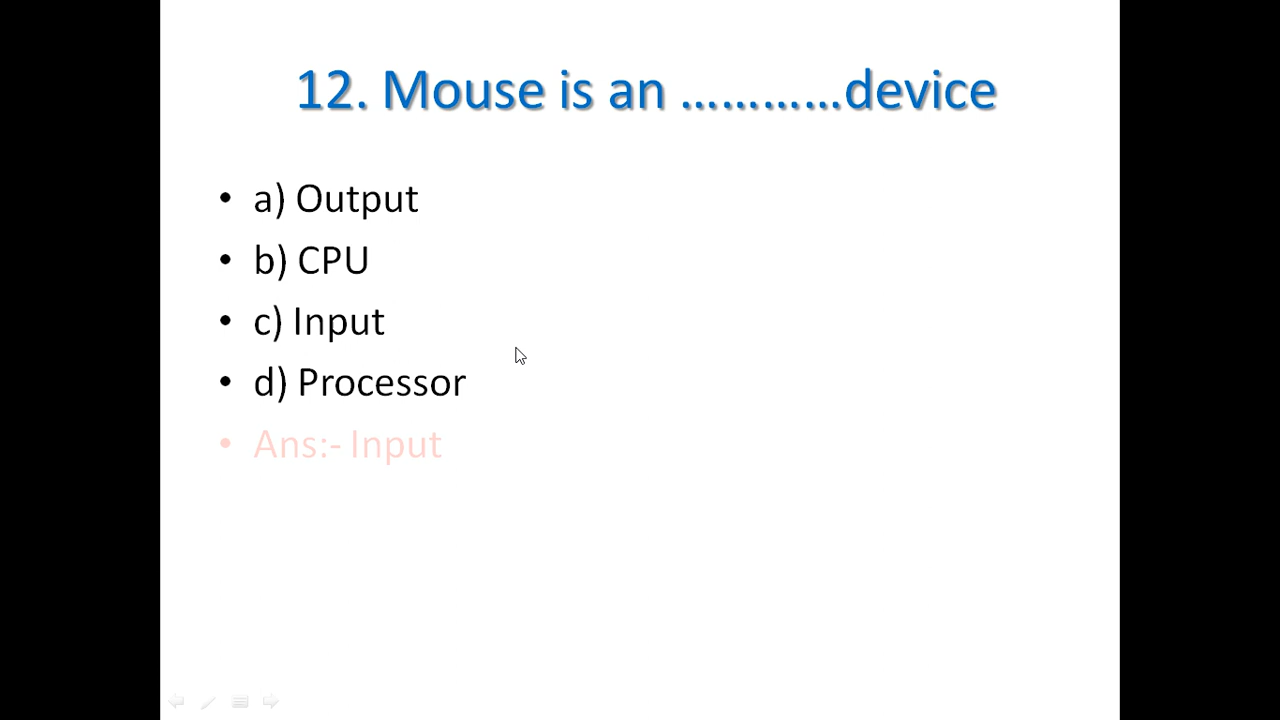 12. Mouse is an …………device
• a) Output
• b) CPU
• c) Input
• d) Processor
• Ans:- Input